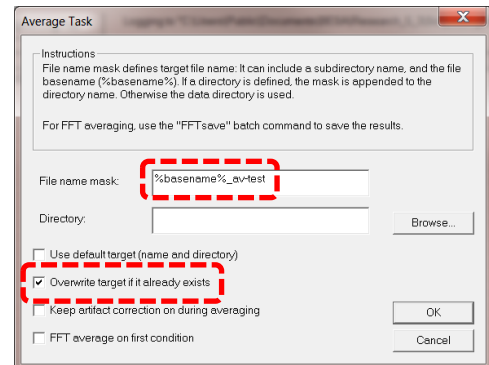 Average Task
Instructions
File name mask defines target file name: It can include a subdirectory name, and the file
basename (%basename%). If a directory is defined, the mask is appended to the
directory name. Otherwise the data directory is used.
For FFT averaging, use the "FFTsave" batch command to save the results.
File name mask:
%basename%_av-test
Directory:
Browse...
Use default target (name and directory)
Overwrite target if it already exists
Keep artifact correction on during averaging
OK
FFT average on first condition
Cancel